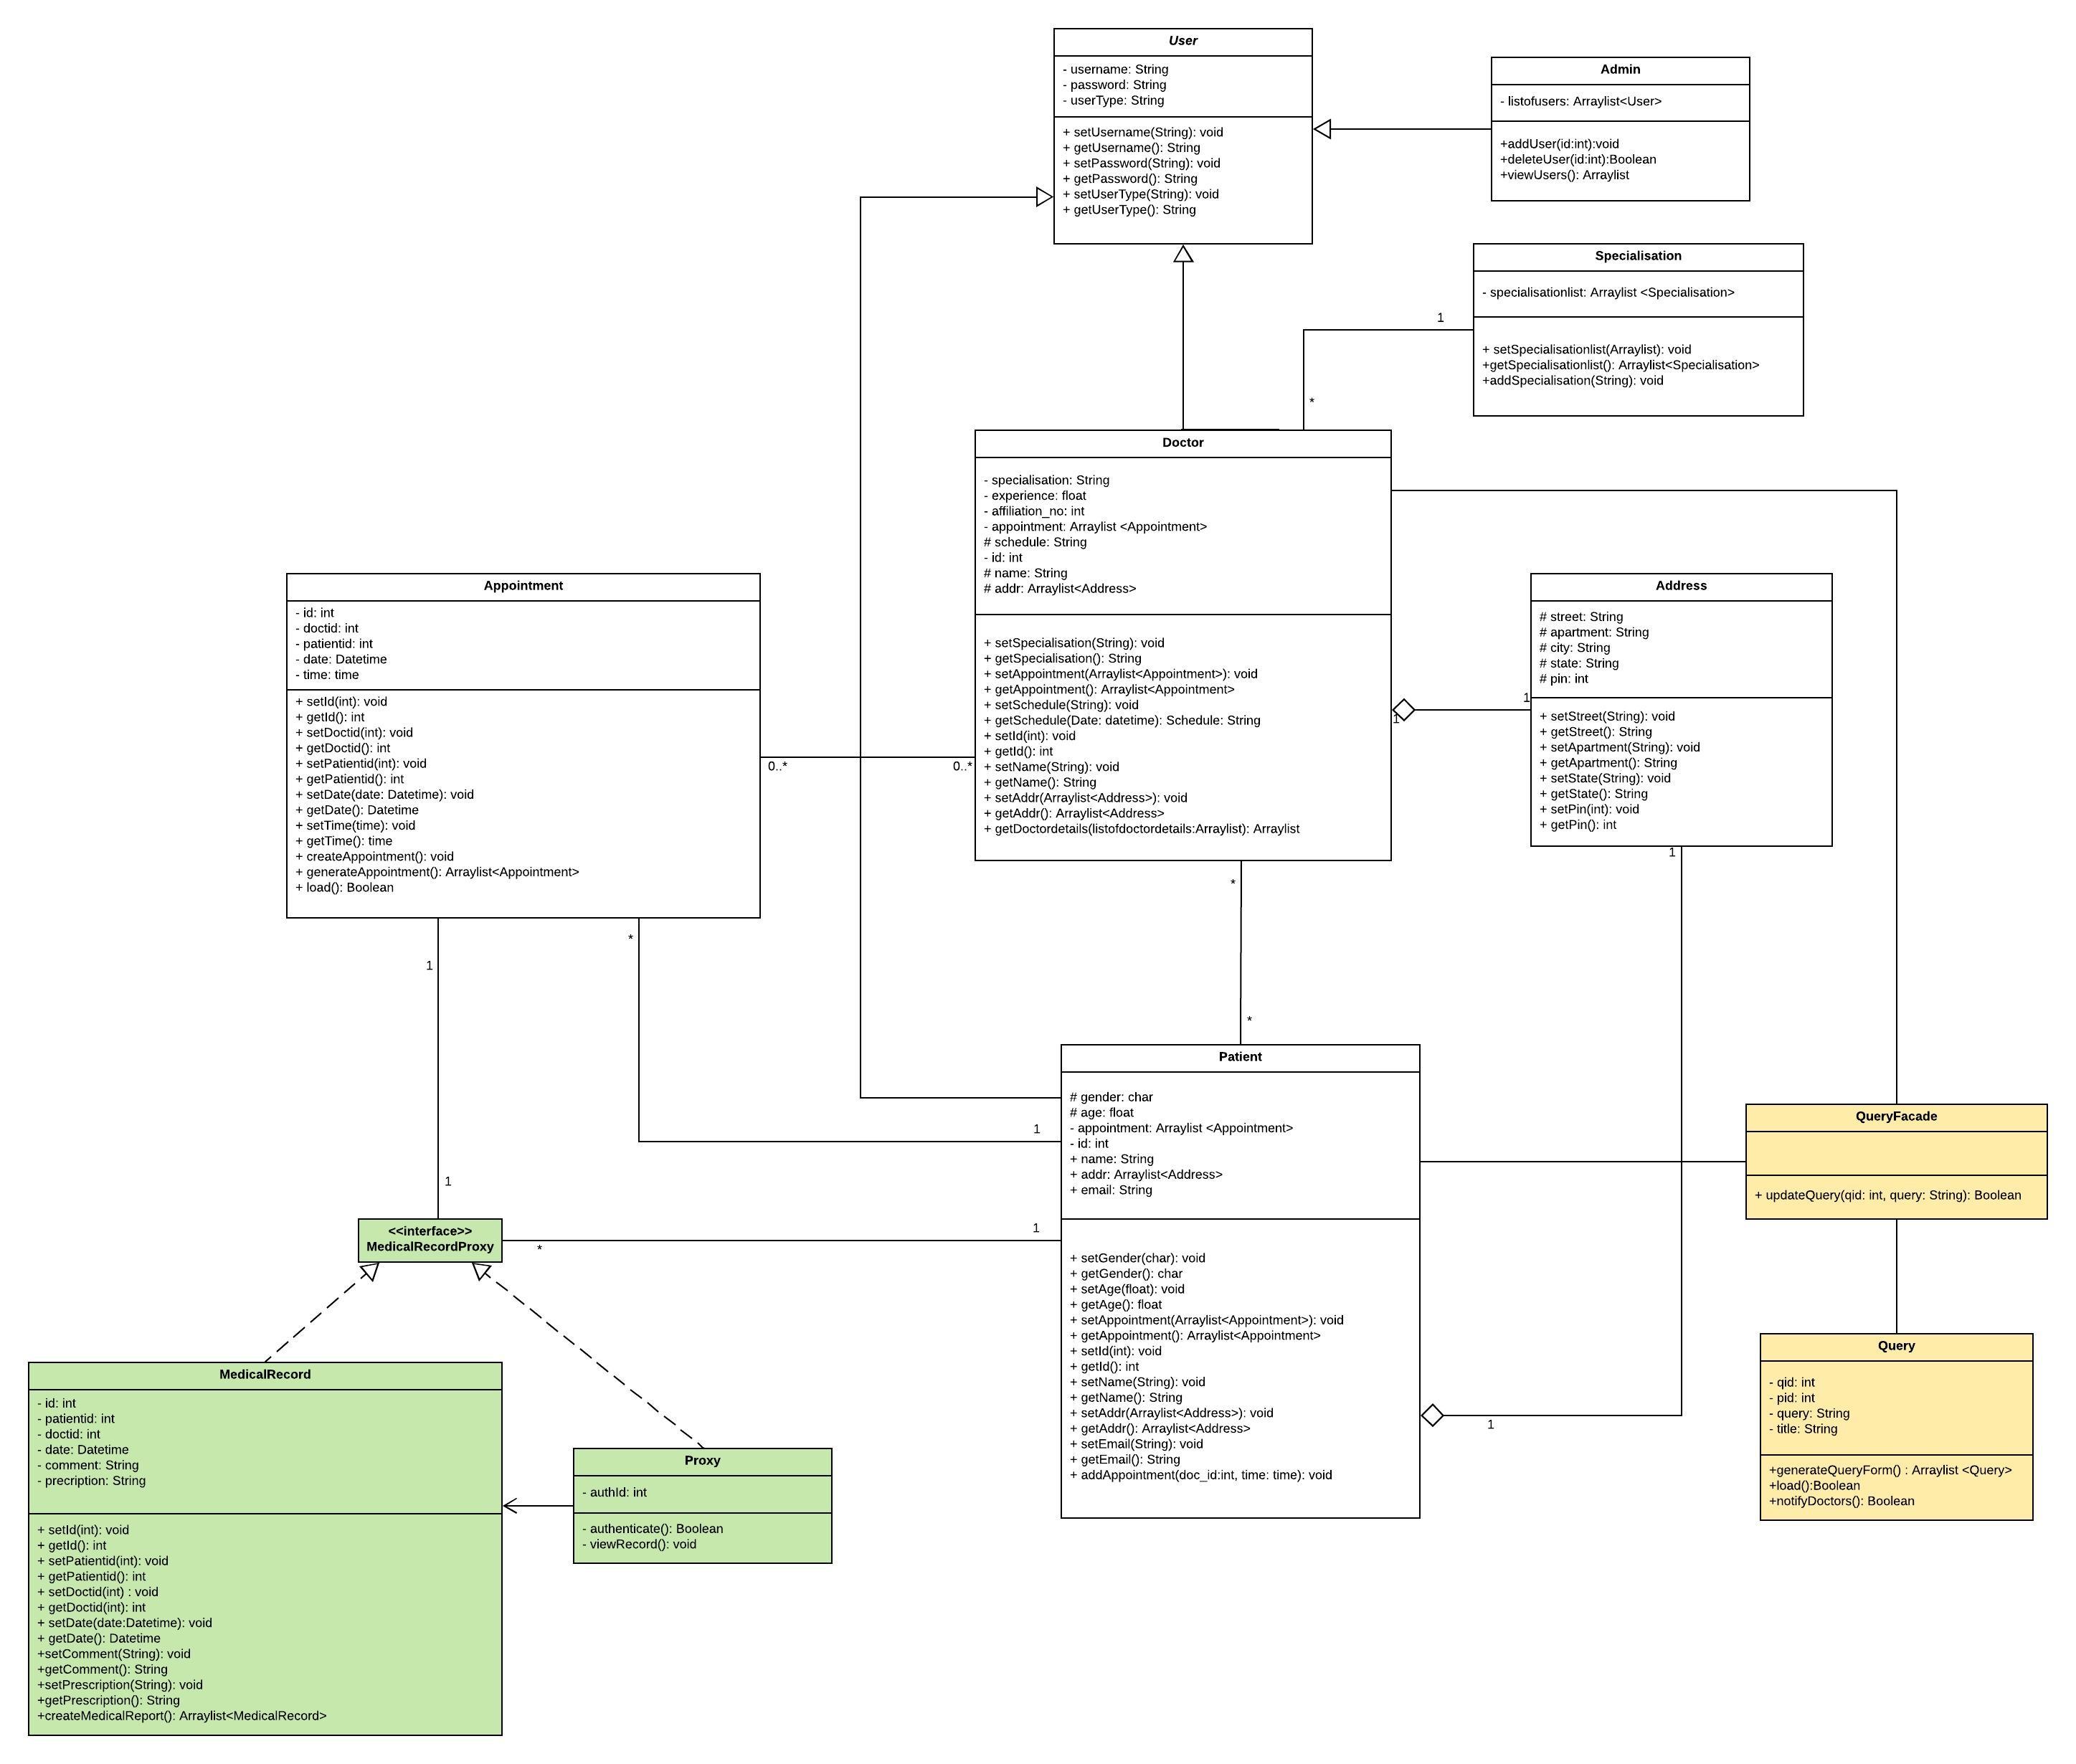 User
- username: String
- password: String
- userType: String
+ setUsername(String): void
+ getUsername(): String
+ setPassword(String): void
+ getPassword(): String
+ setUserType(String): void
+ getUserType(): String
Admin
- listofusers: Arraylist<User>
+addUser(id:int):void
+deleteUser(id:int):Boolean
+viewUsers(): Arraylist
Specialisation
- specialisationlist: Arraylist <Specialisation>
+ setSpecialisationlist(Arraylist): void
+getSpecialisationlist(): Arraylist<Specialisation>
+addSpecialisation(String): void
1
*
Doctor
- specialisation: String
- experience: float
- affiliation_no: int
- appointment: Arraylist <Appointment>
# schedule: String
- id: int
# name: String
# addr: Arraylist<Address>
+ setSpecialisation(String): void
+ getSpecialisation(): String
+ setAppointment(Arraylist<Appointment>): void
+ getAppointment(): Arraylist<Appointment>
+ setSchedule(String): void
+ getSchedule(Date: datetime): Schedule: String
+ setId(int): void
+ getId(): int
+ setName(String): void
+ getName(): String
+ setAddr(Arraylist<Address>): void
+ getAddr(): Arraylist<Address>
+ getDoctordetails(listofdoctordetails:Arraylist): Arraylist
Appointment
- id: int
- doctid: int
- patientid: int
- date: Datetime
- time: time
+ setId(int): void
+ getId(): int
+ setDoctid(int): void
+ getDoctid(): int
+ setPatientid(int): void
+ getPatientid(): int
+ setDate(date: Datetime): void
+ getDate(): Datetime
+ setTime(time): void
+ getTime(): time
+ createAppointment(): void
+ generateAppointment(): Arraylist<Appointment>
+ load(): Boolean
0..*
0..*
Address
# street: String
# apartment: String
# city: String
# state: String
# pin: int
+ setStreet(String): void
+ getStreet(): String
+ setApartment(String): void
+ getApartment(): String
+ setState(String): void
+ getState(): String
+ setPin(int): void
+ getPin(): int
1
1
1
*
*
*
1
1
1
1
*
1
Patient
# gender: char
# age: float
- appointment: Arraylist <Appointment>
- id: int
+ name: String
+ addr: Arraylist<Address>
+ email: String
+ setGender(char): void
+ getGender(): char
+ setAge(float): void
+ getAge(): float
+ setAppointment(Arraylist<Appointment>): void
+ getAppointment(): Arraylist<Appointment>
+ setId(int): void
+ getId(): int
+ setName(String): void
+ getName(): String
+ setAddr(Arraylist<Address>): void
+ getAddr(): Arraylist<Address>
+ setEmail(String): void
+ getEmail(): String
+ addAppointment(doc_id:int, time: time): void
1
QueryFacade
+ updateQuery(qid: int, query: String): Boolean
Query
- qid: int
- pid: int
- query: String
- title: String
+generateQueryForm() : Arraylist <Query>
+load():Boolean
+notifyDoctors(): Boolean
<<interface>>
MedicalRecordProxy
MedicalRecord
- id: int
- patientid: int
- doctid: int
- date: Datetime
- comment: String
- precription: String
+ setId(int): void
+ getId(): int
+ setPatientid(int): void
+ getPatientid(): int
+ setDoctid(int) : void
+ getDoctid(int): int
+ setDate(date:Datetime): void
+ getDate(): Datetime
+setComment(String): void
+getComment(): String
+setPrescription(String): void
+getPrescription(): String
+createMedicalReport(): Arraylist<MedicalRecord>
Proxy
- authId: int
- authenticate(): Boolean
- viewRecord(): void